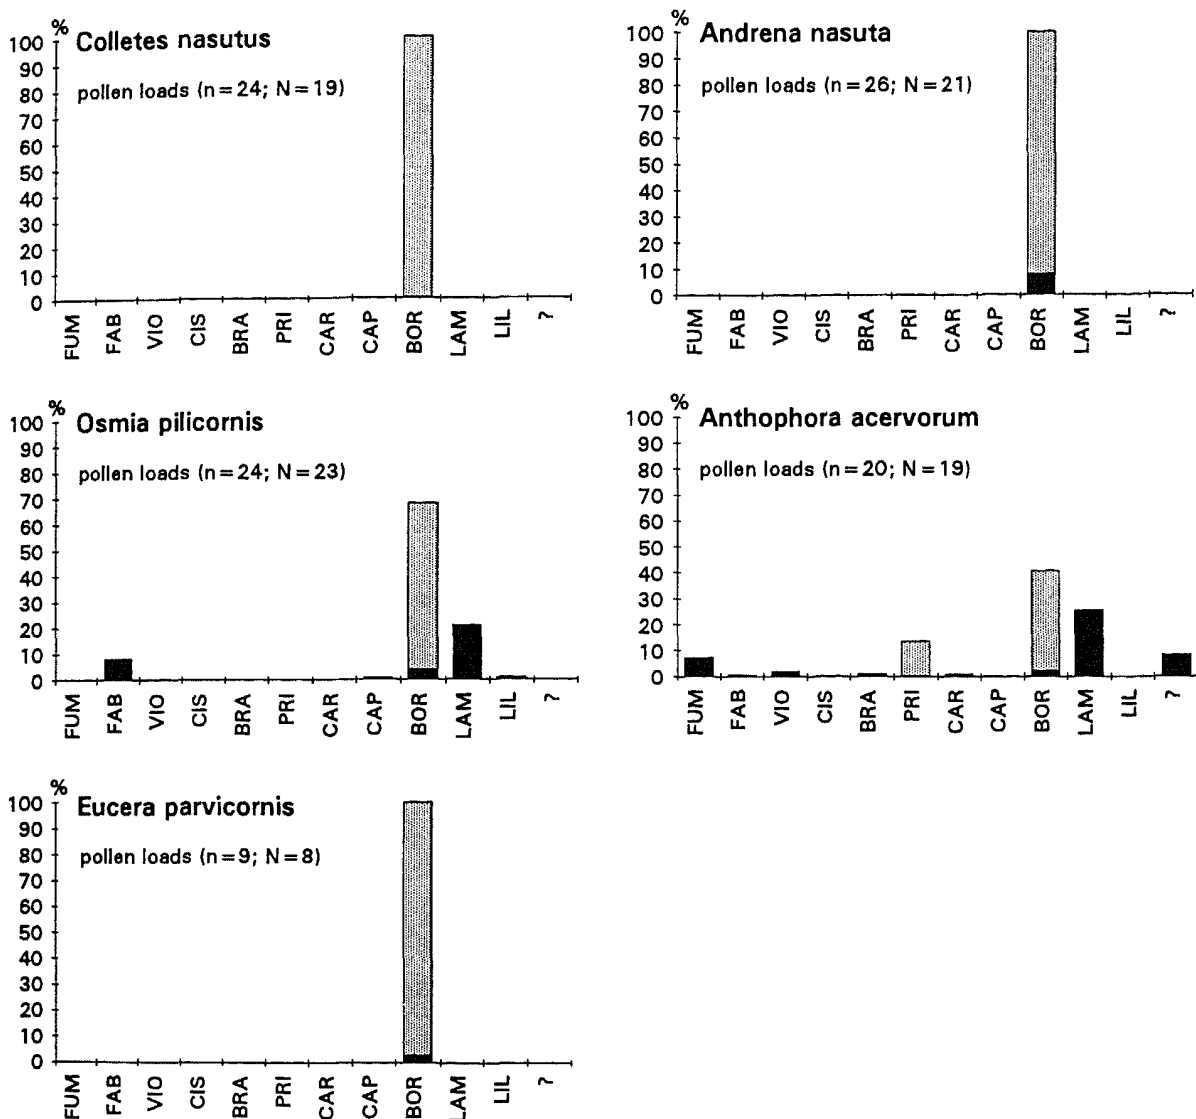 %
Colletes nasutus
pollen loads (n=24; N=19)
100
90
80
70
60
50
40
30
20
10
0
FUM
FAB
VIO
CIS
BRA
PRI
CAR
CAP
BOR
LAM
LIL
?
%
Andrena nasuta
pollen loads (n=26; N=21)
100
90
80
70
60
50
40
30
20
10
0
FUM
FAB
VIO
CIS
BRA
PRI
CAR
CAP
BOR
LAM
LIL
?
%
Osmia pilicornis
pollen loads (n=24; N=23)
100
90
80
70
60
50
40
30
20
10
0
FUM
FAB
VIO
CIS
BRA
PRI
CAR
CAP
BOR
LAM
LIL
?
%
Anthophora acervorum
pollen loads (n=20; N=19)
100
90
80
70
60
50
40
30
20
10
0
FUM
FAB
VIO
CIS
BRA
PRI
CAR
CAP
BOR
LAM
LIL
?
%
Eucera parvicornis
pollen loads (n=9; N=8)
100
90
80
70
60
50
40
30
20
10
0
FUM
FAB
VIO
CIS
BRA
PRI
CAR
CAP
BOR
LAM
LIL
?